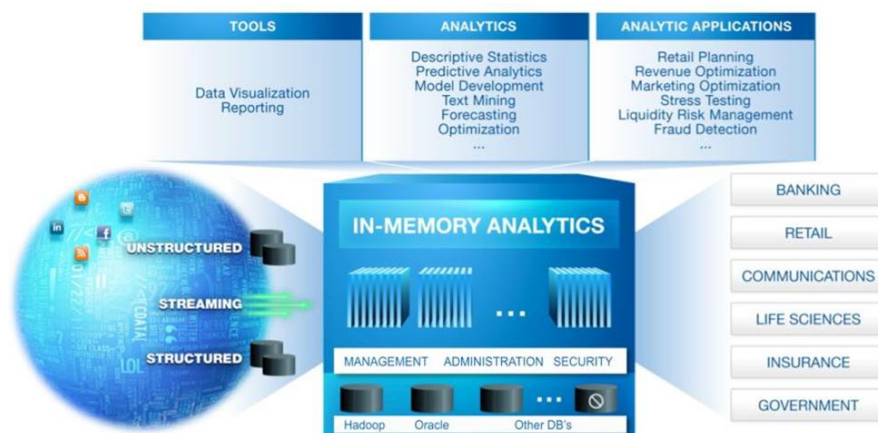 TOOLS
Data Visualization
Reporting
ANALYTICS
Descriptive Statistics
Predictive Analytics
Model Development
Text Mining
Forecasting
Optimization
...
ANALYTIC APPLICATIONS
Retail Planning
Revenue Optimization
Marketing Optimization
Stress Testing
Liquidity Risk Management
Fraud Detection
...
in
f
UNSTRUCTURED
STREAMING
STRUCTURED
LOL
IN-MEMORY ANALYTICS
...
MANAGEMENT ADMINISTRATION SECURITY
...
Hadoop Oracle Other DB's
BANKING
RETAIL
COMMUNICATIONS
LIFE SCIENCES
INSURANCE
GOVERNMENT